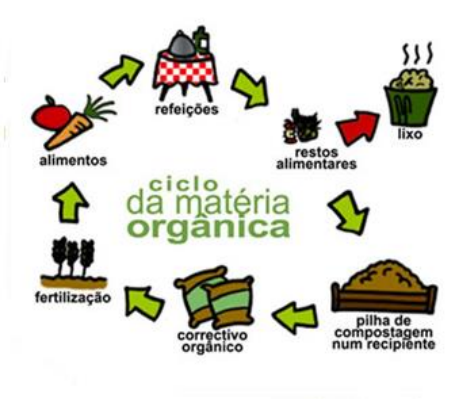 refeições
lixo
alimentos
restos
alimentares
ciclo
da matéria
orgânica
fertilização
correctivo
orgânico
pilha de
compostagem
num recipiente